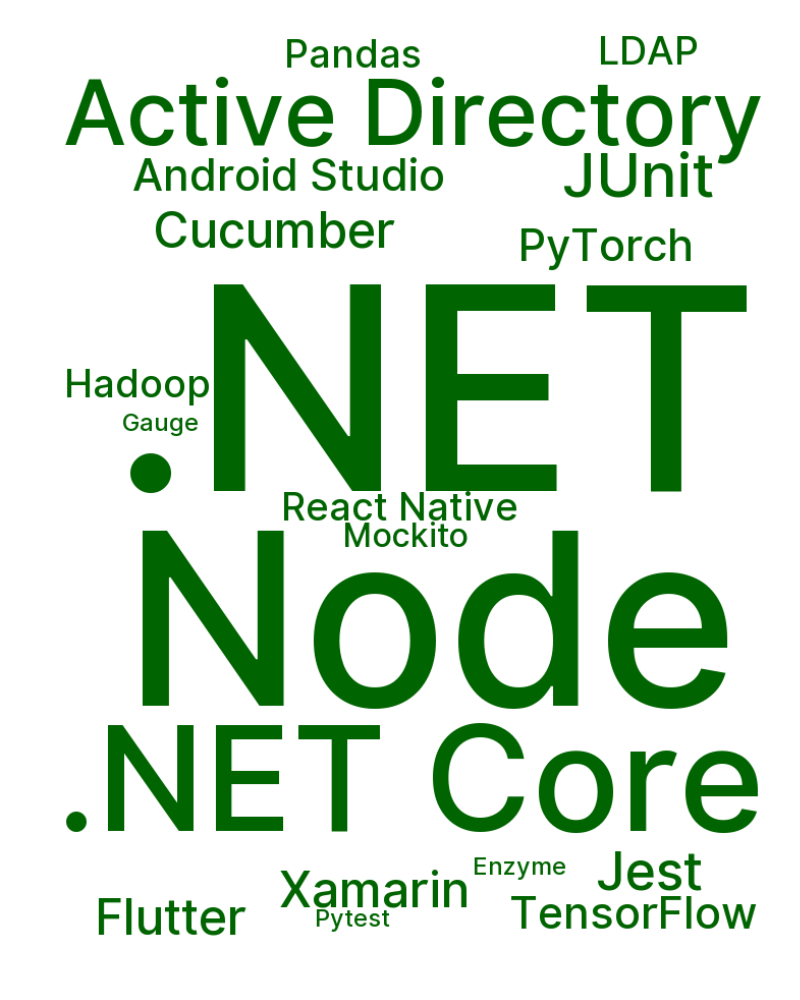 Pandas
LDAP
Active Directory
Android Studio
JUnit
Cucumber
PyTorch
.NET
Hadoop
Gauge
React Native
Mockito
Node
.NET Core
Enzyme
Jest
Xamarin
Flutter
Pytest
TensorFlow